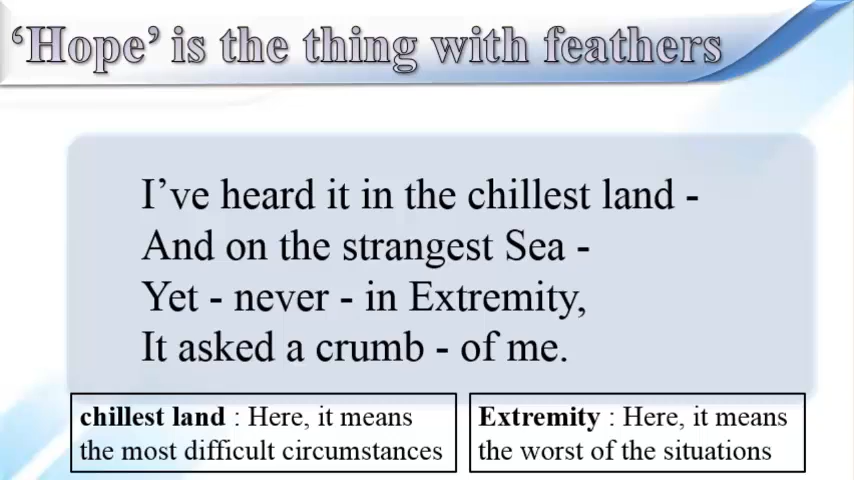 ‘Hope’ is the thing with feathers
I’ve heard it in the chillest land -
And on the strangest Sea -
Yet - never - in Extremity,
It asked a crumb - of me.
chillest land : Here, it means
the most difficult circumstances
Extremity : Here, it means
the worst of the situations